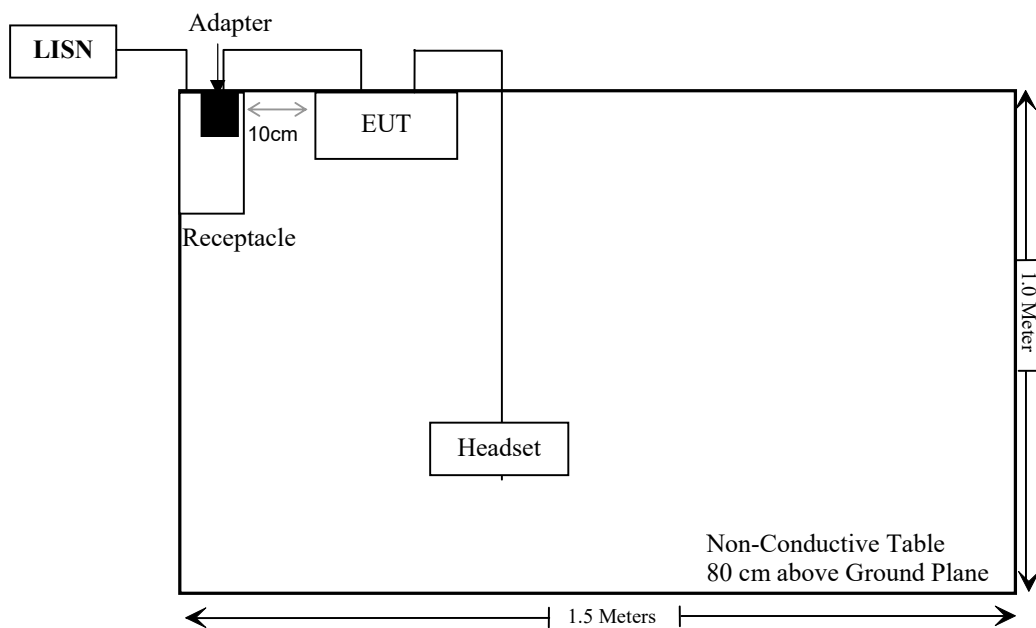 Adapter
LISN
EUT
10cm
Receptacle
1.0 Meter
Headset
Non-Conductive Table
80 cm above Ground Plane
1.5 Meters